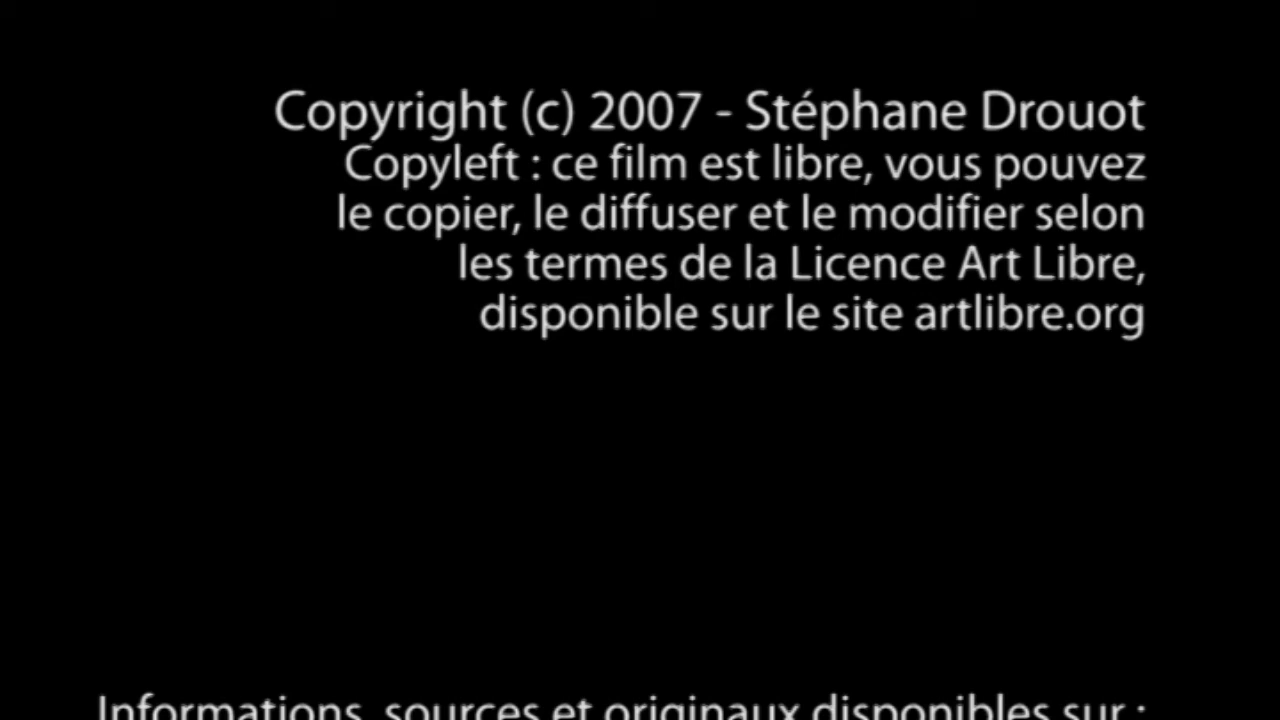 Copyright (c) 2007 - Stéphane Drouot
Copyleft : ce film est libre, vous pouvez
le copier, le diffuser et le modifier selon
les termes de la Licence Art Libre,
disponible sur le site artlibre.org
Informations, sources et originaux disponibles sur :